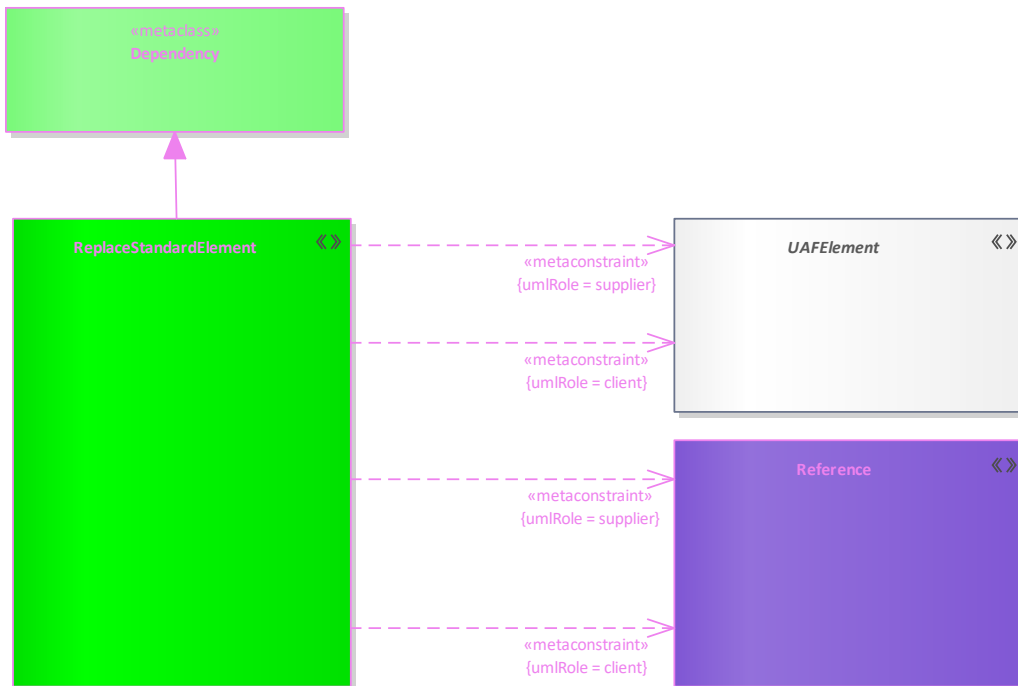 «metaclass»
Dependency
ReplaceStandardElement
«»
«metaconstraint»
{umlRole = supplier}
UAFElement
«»
«metaconstraint»
{umlRole = client}
Reference
«»
«metaconstraint»
{umlRole = supplier}
«metaconstraint»
{umlRole = client}